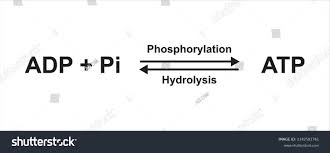 Phosphorylation
ADP + Pi ATP
Hydrolysis
shutterstock